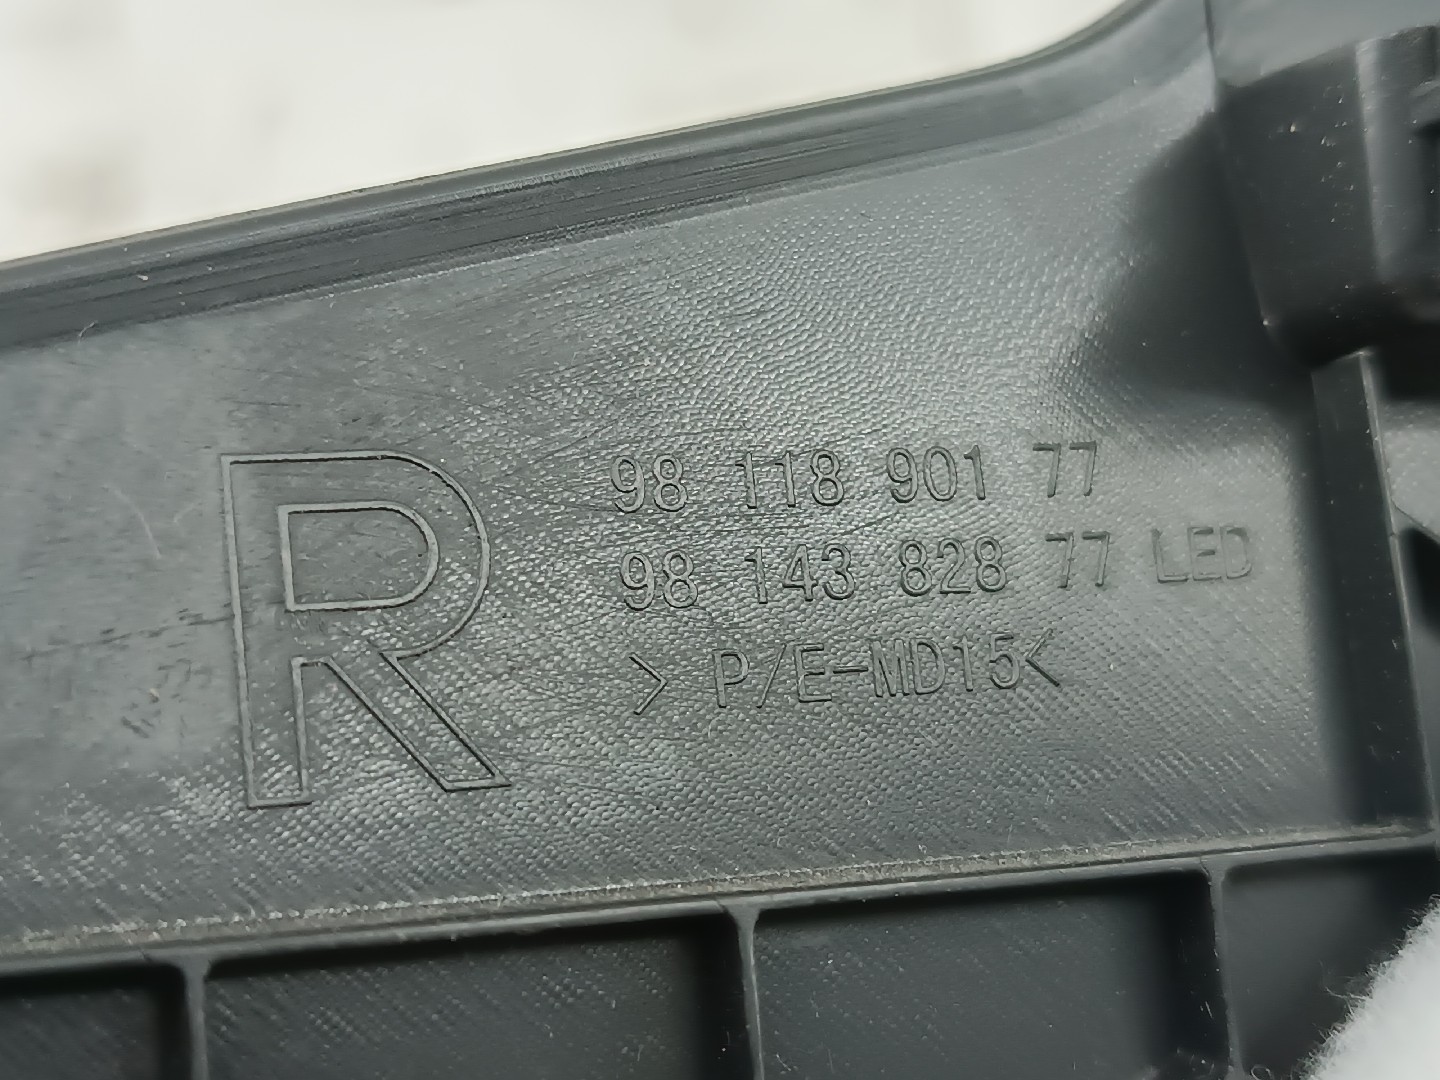 R
98 118 901 77
98 143 828 77 LED
> P/E-MD15<